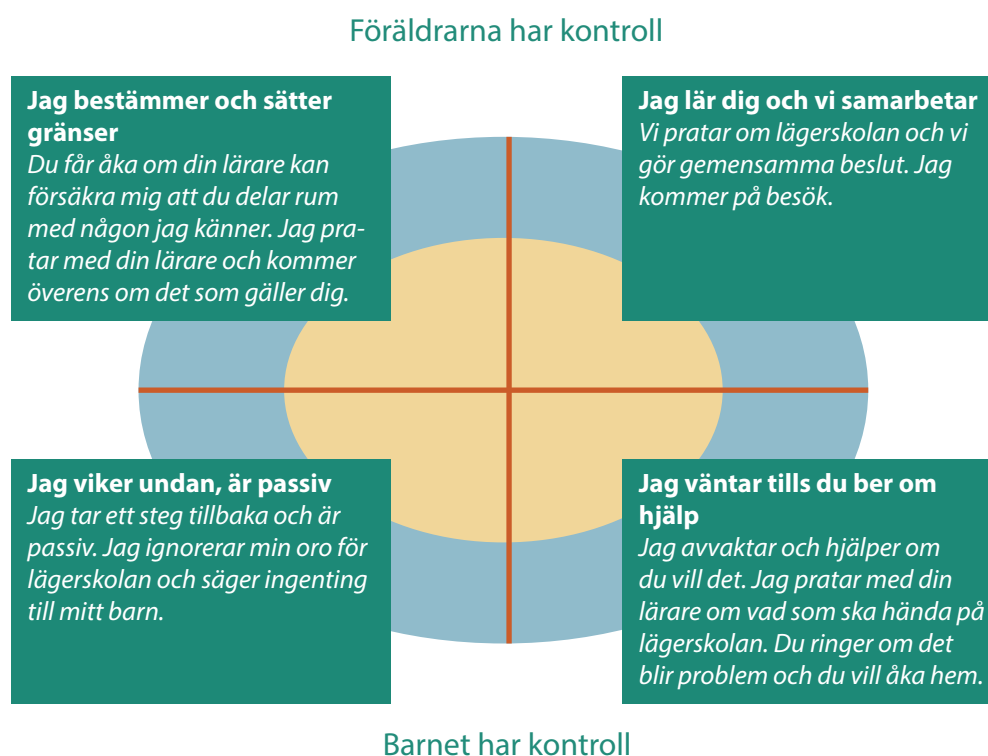 Föräldrarna har kontroll
Jag bestämmer och sätter
gränser
Du får åka om din lärare kan
försäkra mig att du delar rum
med någon jag känner. Jag pra-
tar med din lärare och kommer
överens om det som gäller dig.
Jag lär dig och vi samarbetar
Vi pratar om lägerskolan och vi
gör gemensamma beslut. Jag
kommer på besök.
Jag viker undan, är passiv
Jag tar ett steg tillbaka och är
passiv. Jag ignorerar min oro för
lägerskolan och säger ingenting
till mitt barn.
Jag väntar tills du ber om
hjälp
Jag avvaktar och hjälper om
du vill det. Jag pratar med din
lärare om vad som ska hända på
lägerskolan. Du ringer om det
blir problem och du vill åka hem.
Barnet har kontroll